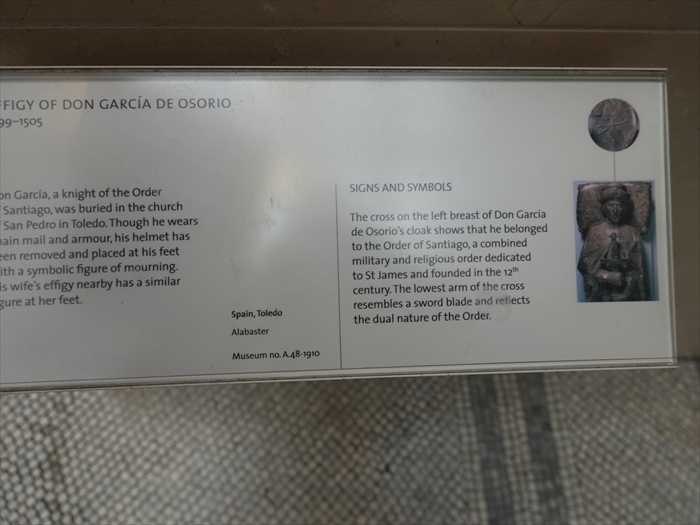 FFIGY OF DON GARCÍA DE OSORIO
99–1505
on García, a knight of the Order
Santiago, was buried in the church
San Pedro in Toledo. Though he wears
ain mail and armour, his helmet has
een removed and placed at his feet
ith a symbolic figure of mourning.
is wife's effigy nearby has a similar
gure at her feet.
Spain, Toledo
Alabaster
Museum no. A.48-1910
SIGNS AND SYMBOLS
The cross on the left breast of Don García
de Osorio's cloak shows that he belonged
to the Order of Santiago, a combined
military and religious order dedicated
to St James and founded in the 12th
century. The lowest arm of the cross
resembles a sword blade and reflects
the dual nature of the Order.